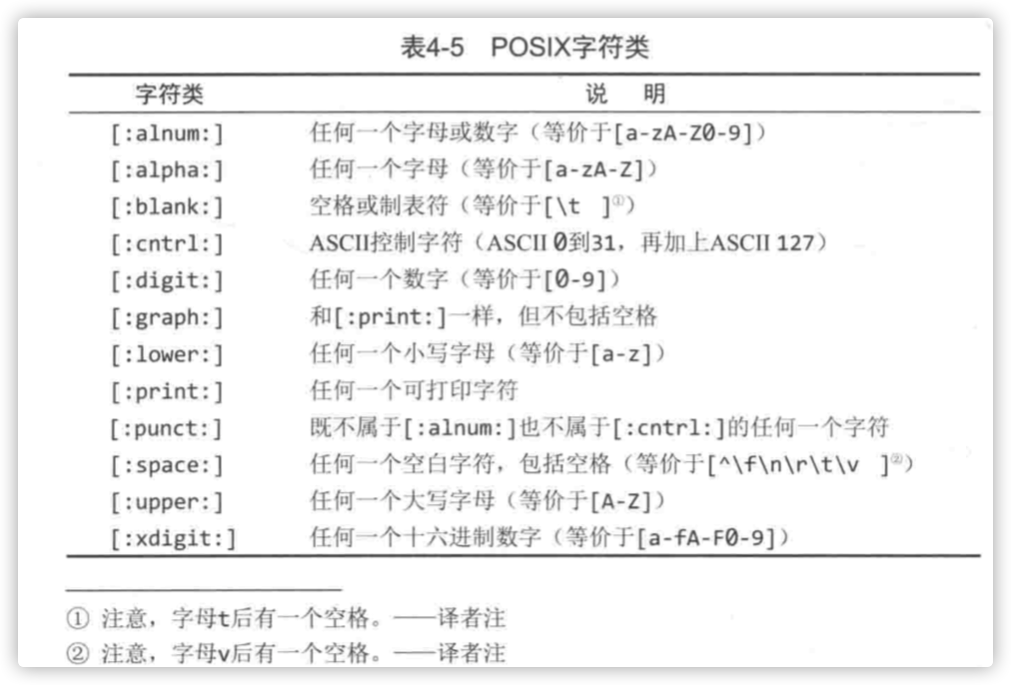 表4-5 POSIX字符类
字符类 说 明
[:alnum:] 任何一个字母或数字（等价于[a-zA-Z0-9]）
[:alpha:] 任何一个字母（等价于[a-zA-Z]）
[:blank:] 空格或制表符（等价于[\t ]①）
[:cntrl:] ASCII控制字符（ASCII 0到31，再加上ASCII 127）
[:digit:] 任何一个数字（等价于[0-9]）
[:graph:] 和[:print:]一样，但不包括空格
[:lower:] 任何一个小写字母（等价于[a-z]）
[:print:] 任何一个可打印字符
[:punct:] 既不属于[:alnum:]也不属于[:cntrl:]的任何一个字符
[:space:] 任何一个空白字符，包括空格（等价于[^\f\n\r\t\v ]②）
[:upper:] 任何一个大写字母（等价于[A-Z]）
[:xdigit:] 任何一个十六进制数字（等价于[a-fA-F0-9]）
① 注意，字母t后有一个空格。——译者注
② 注意，字母v后有一个空格。——译者注